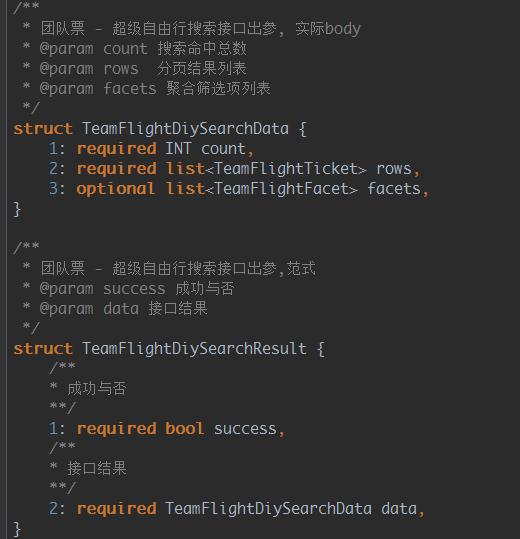 /**
 * 团队票 - 超级自由行搜索接口出参, 实际body
 * @param count 搜索命中总数
 * @param rows  分页结果列表
 * @param facets 聚合筛选项列表
 */
struct TeamFlightDiySearchData {
    1: required INT count,
    2: required list<TeamFlightTicket> rows,
    3: optional list<TeamFlightFacet> facets,
}

/**
 * 团队票 - 超级自由行搜索接口出参,范式
 * @param success 成功与否
 * @param data 接口结果
 */
struct TeamFlightDiySearchResult {
    /**
    * 成功与否
    **/
    1: required bool success,
    /**
    * 接口结果
    **/
    2: required TeamFlightDiySearchData data,
}